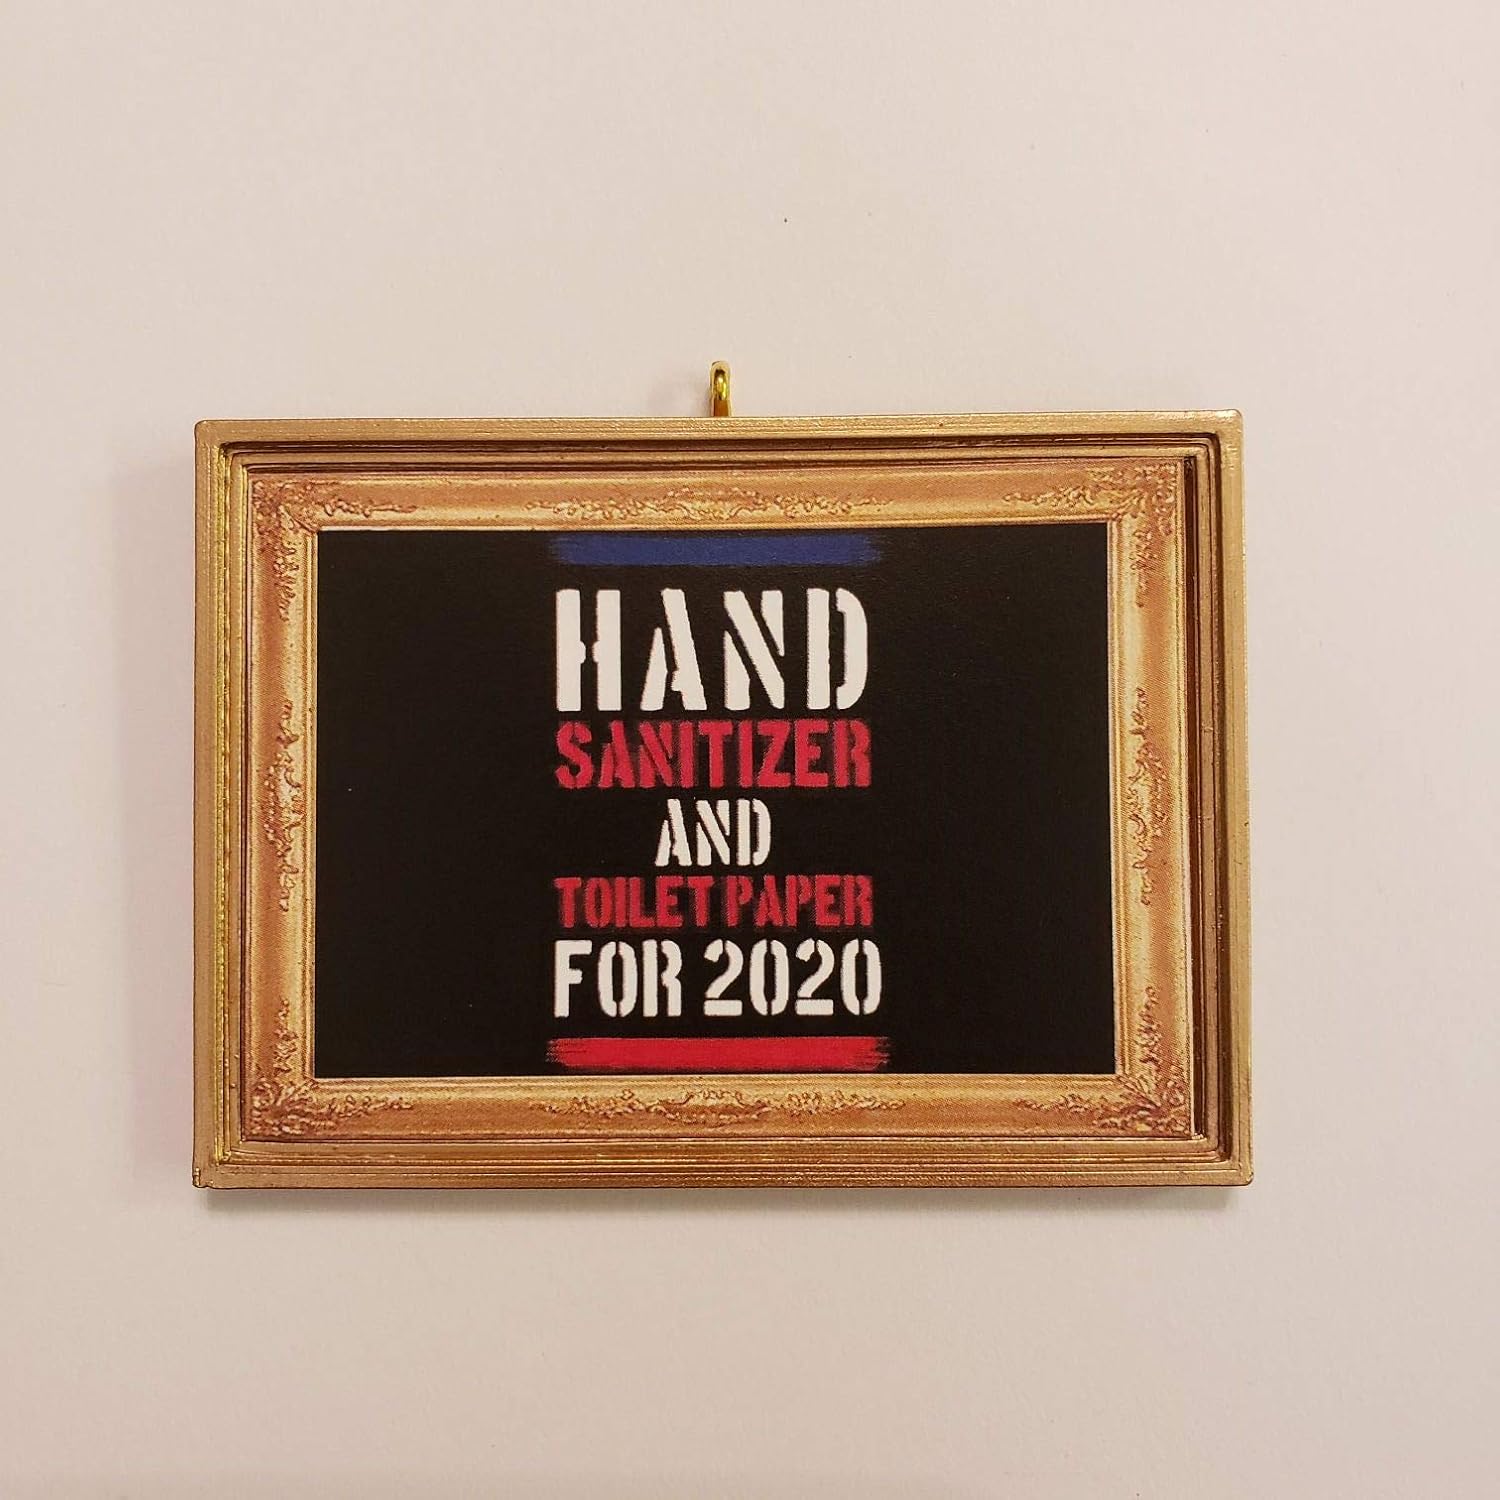 HAND
SANITIZER
AND
TOILET PAPER
FOR 2020